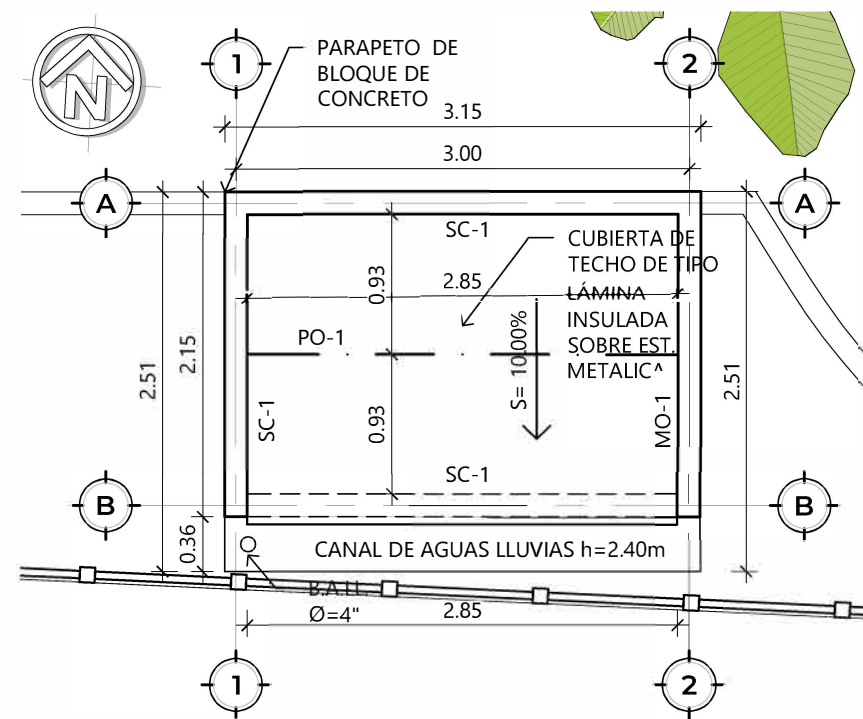 N
1
2
PARAPETO DE
BLOQUE DE
CONCRETO
3.15
3.00
A
A
SC-1
CUBIERTA DE
TECHO DE TIPO
LÁMINA
INSULADA
SOBRE EST.
METALIC^
0.93
2.85
S= 10.00%
PO-1
2.51
2.15
2.51
SC-1
0.93
MO-1
SC-1
B
B
0.36
CANAL DE AGUAS LLUVIAS h=2.40m
B.A.LL.
Ø=4"
2.85
1
2